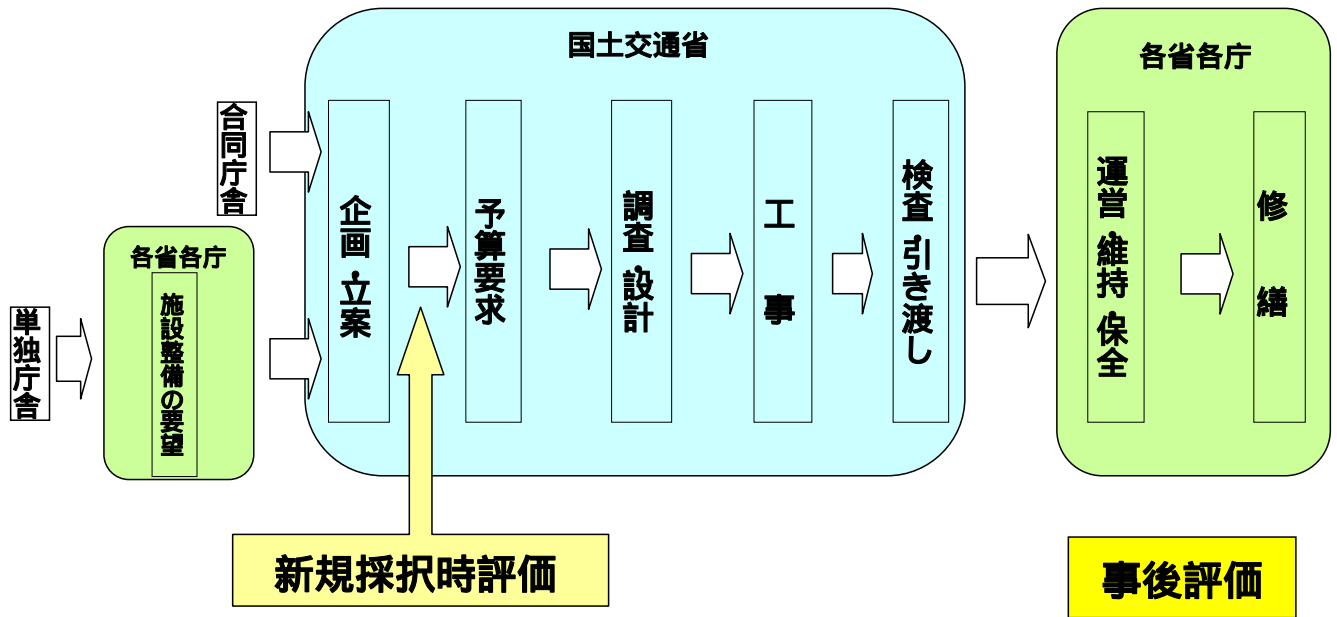 国土交通省
各省各庁
合同庁舎
単独庁舎
各省各庁
施設整備の要望
企画・立案
予算要求
調査・設計
工事
検査・引き渡し
運営・維持・保全
修繕
新規採択時評価
事後評価